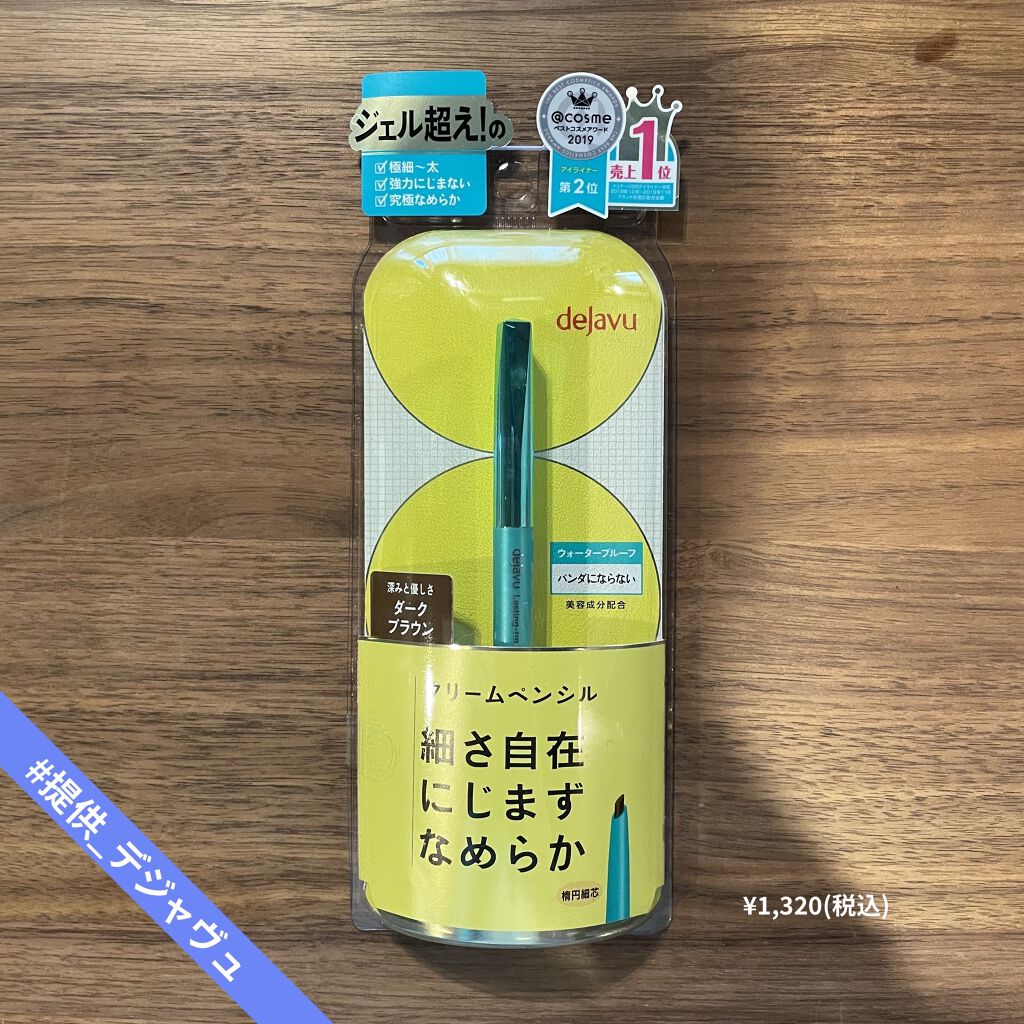 ジェル超え!の
極細～太
強力にじまない
究極なめらか
@cosme
ベストコスメアワード
2019
アイライナー
第2位
売上1位
dejavu
dejavu Lasting-fin
ウォータープルーフ
パンダにならない
美容成分配合
深みと優しさ
ダーク
ブラウン
クリームペンシル
細さ自在
にじまず
なめらか
楕円細芯
#提供_デジャヴュ
¥1,320(税込)